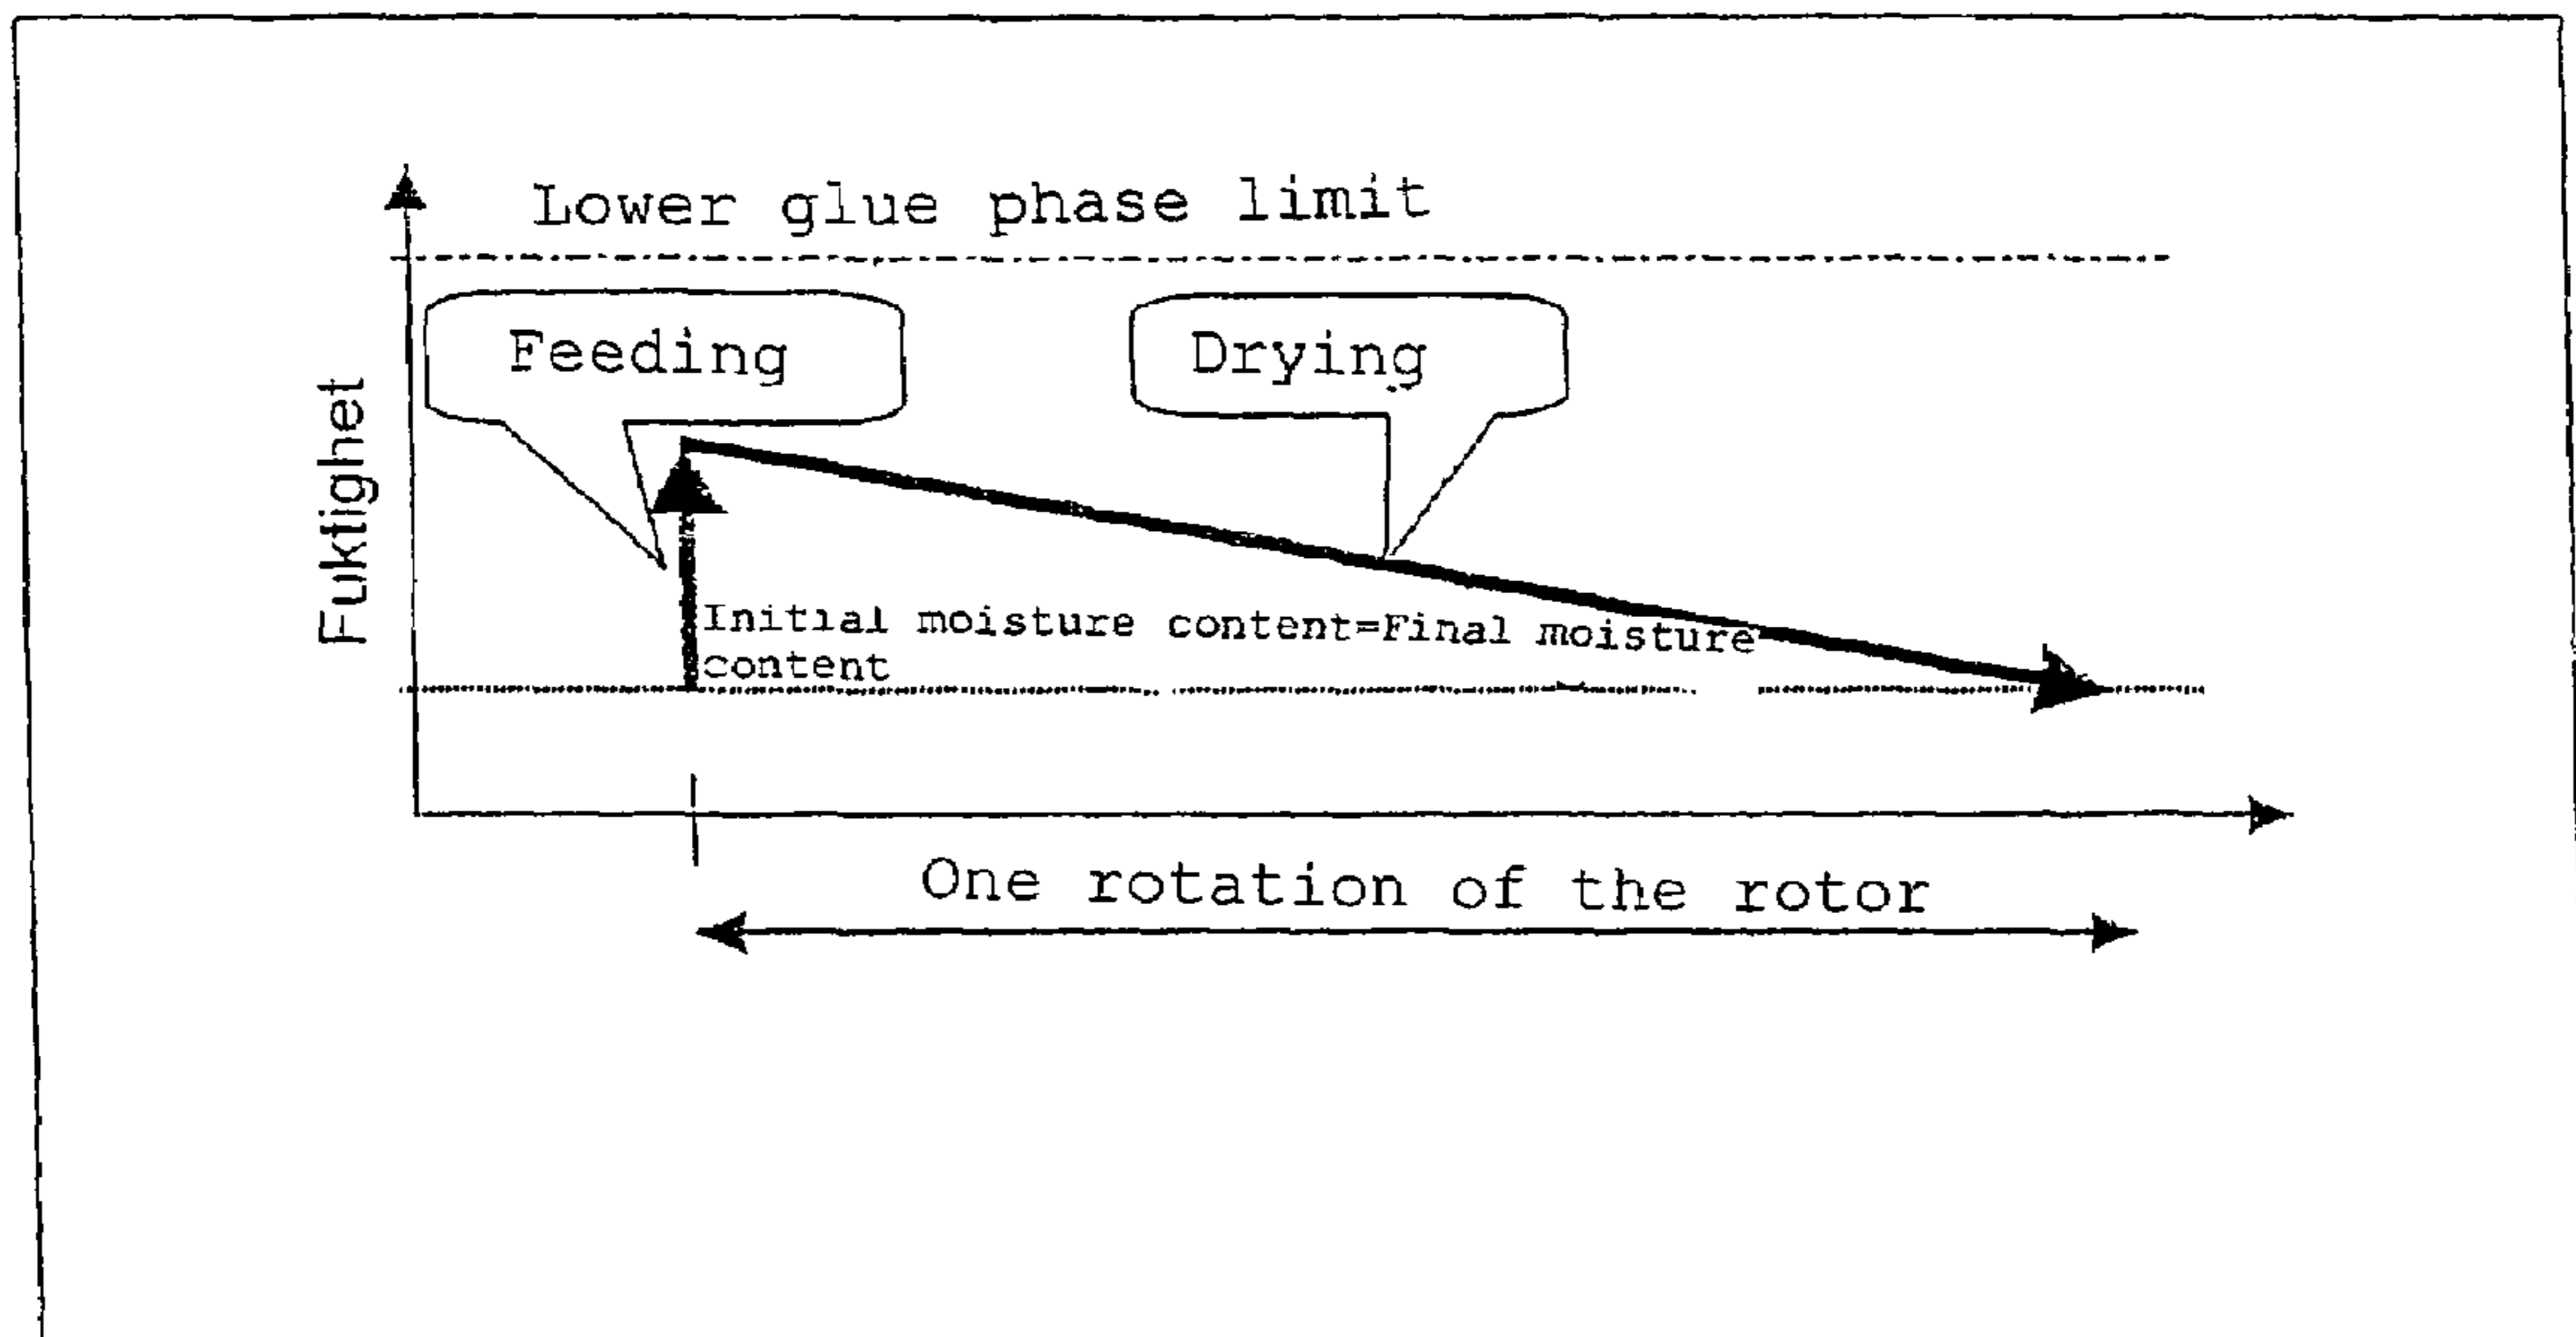 Lower glue phase limit
Feeding
Drying
Fuktighet
Initial moisture content=Final moisture
content
One rotation of the rotor